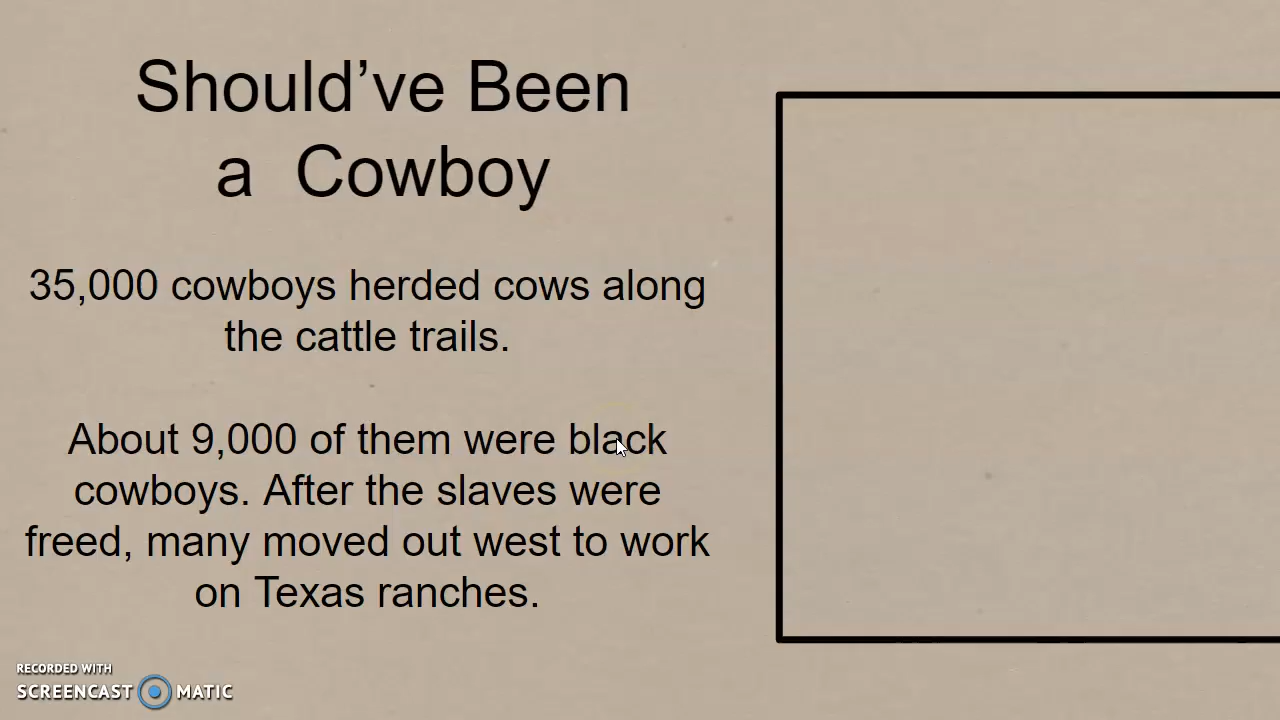 Should’ve Been
a  Cowboy
35,000 cowboys herded cows along
the cattle trails.
About 9,000 of them were black
cowboys. After the slaves were
freed, many moved out west to work
on Texas ranches.
RECORDED WITH
SCREENCAST MATIC